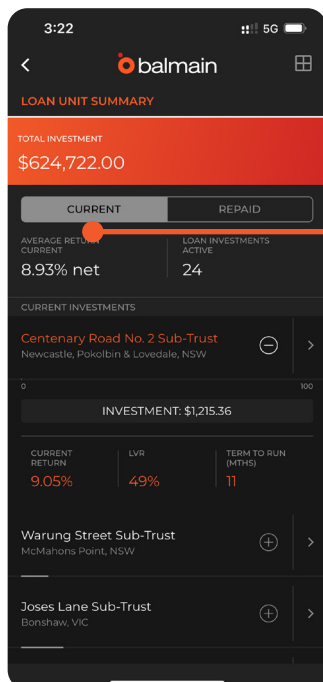 3:22
5G
balmain
LOAN UNIT SUMMARY
TOTAL INVESTMENT
$624,722.00
CURRENT
REPAID
AVERAGE RETURN
CURRENT
8.93% net
LOAN INVESTMENTS
ACTIVE
24
CURRENT INVESTMENTS
Centenary Road No. 2 Sub-Trust
Newcastle, Pokolbin & Lovedale, NSW
0
100
INVESTMENT: $1,215.36
CURRENT
RETURN
9.05%
LVR
49%
TERM TO RUN
(MTHS)
11
Warung Street Sub-Trust
McMahons Point, NSW
Joses Lane Sub-Trust
Bonshaw, VIC